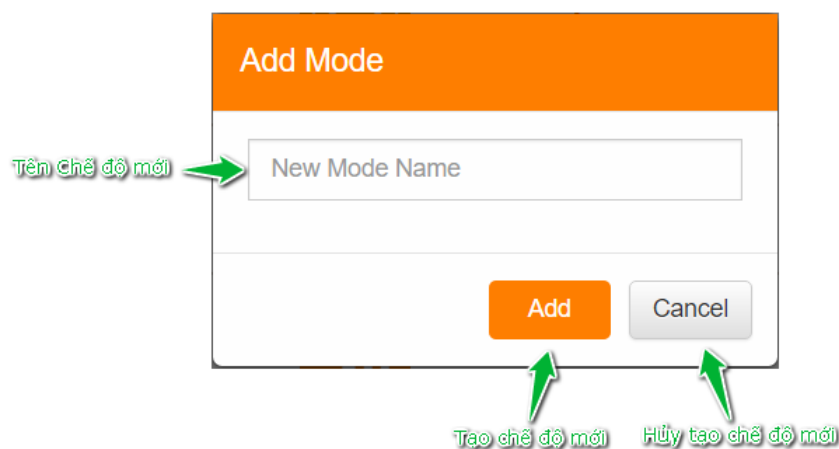 Add Mode
Tên Chế độ mới
New Mode Name
Add
Cancel
Tạo chế độ mới
Hủy tạo chế độ mới